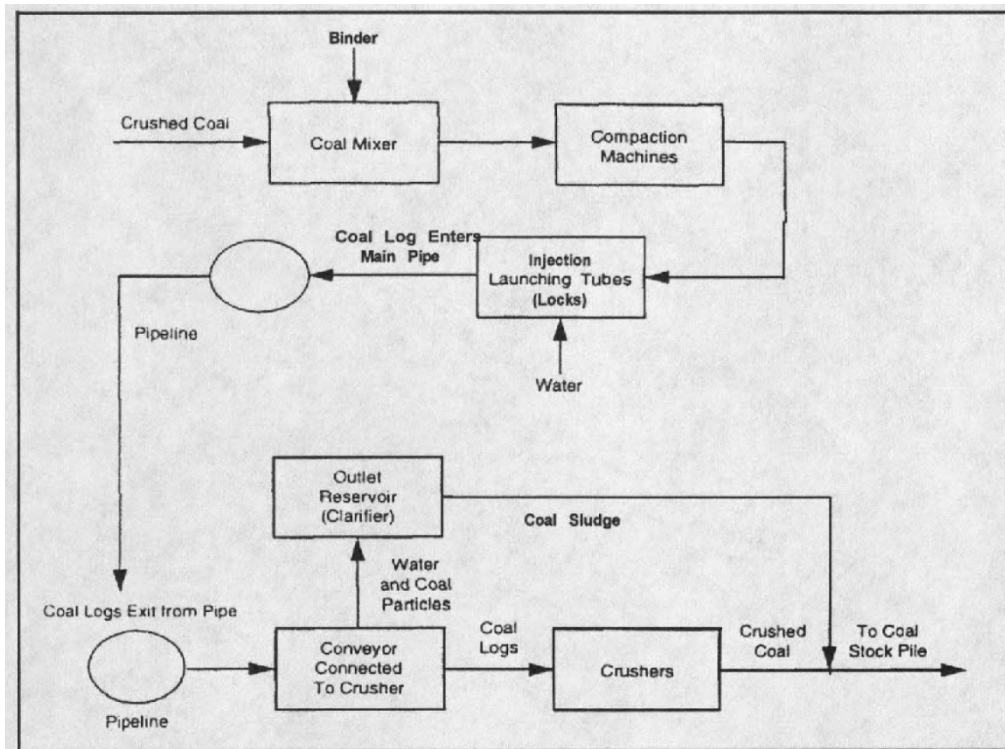 Binder
Crushed Coal
Coal Mixer
Compaction
Machines
Coal Log Enters
Main Pipe
Injection
Launching Tubes
(Locks)
Pipeline
Water
Outlet
Reservoir
(Clarifier)
Coal Sludge
Water
and Coal
Particles
Coal Logs Exit from Pipe
Conveyor
Connected
To Crusher
Coal
Logs
Crushers
Crushed
Coal
To Coal
Stock Pile
Pipeline